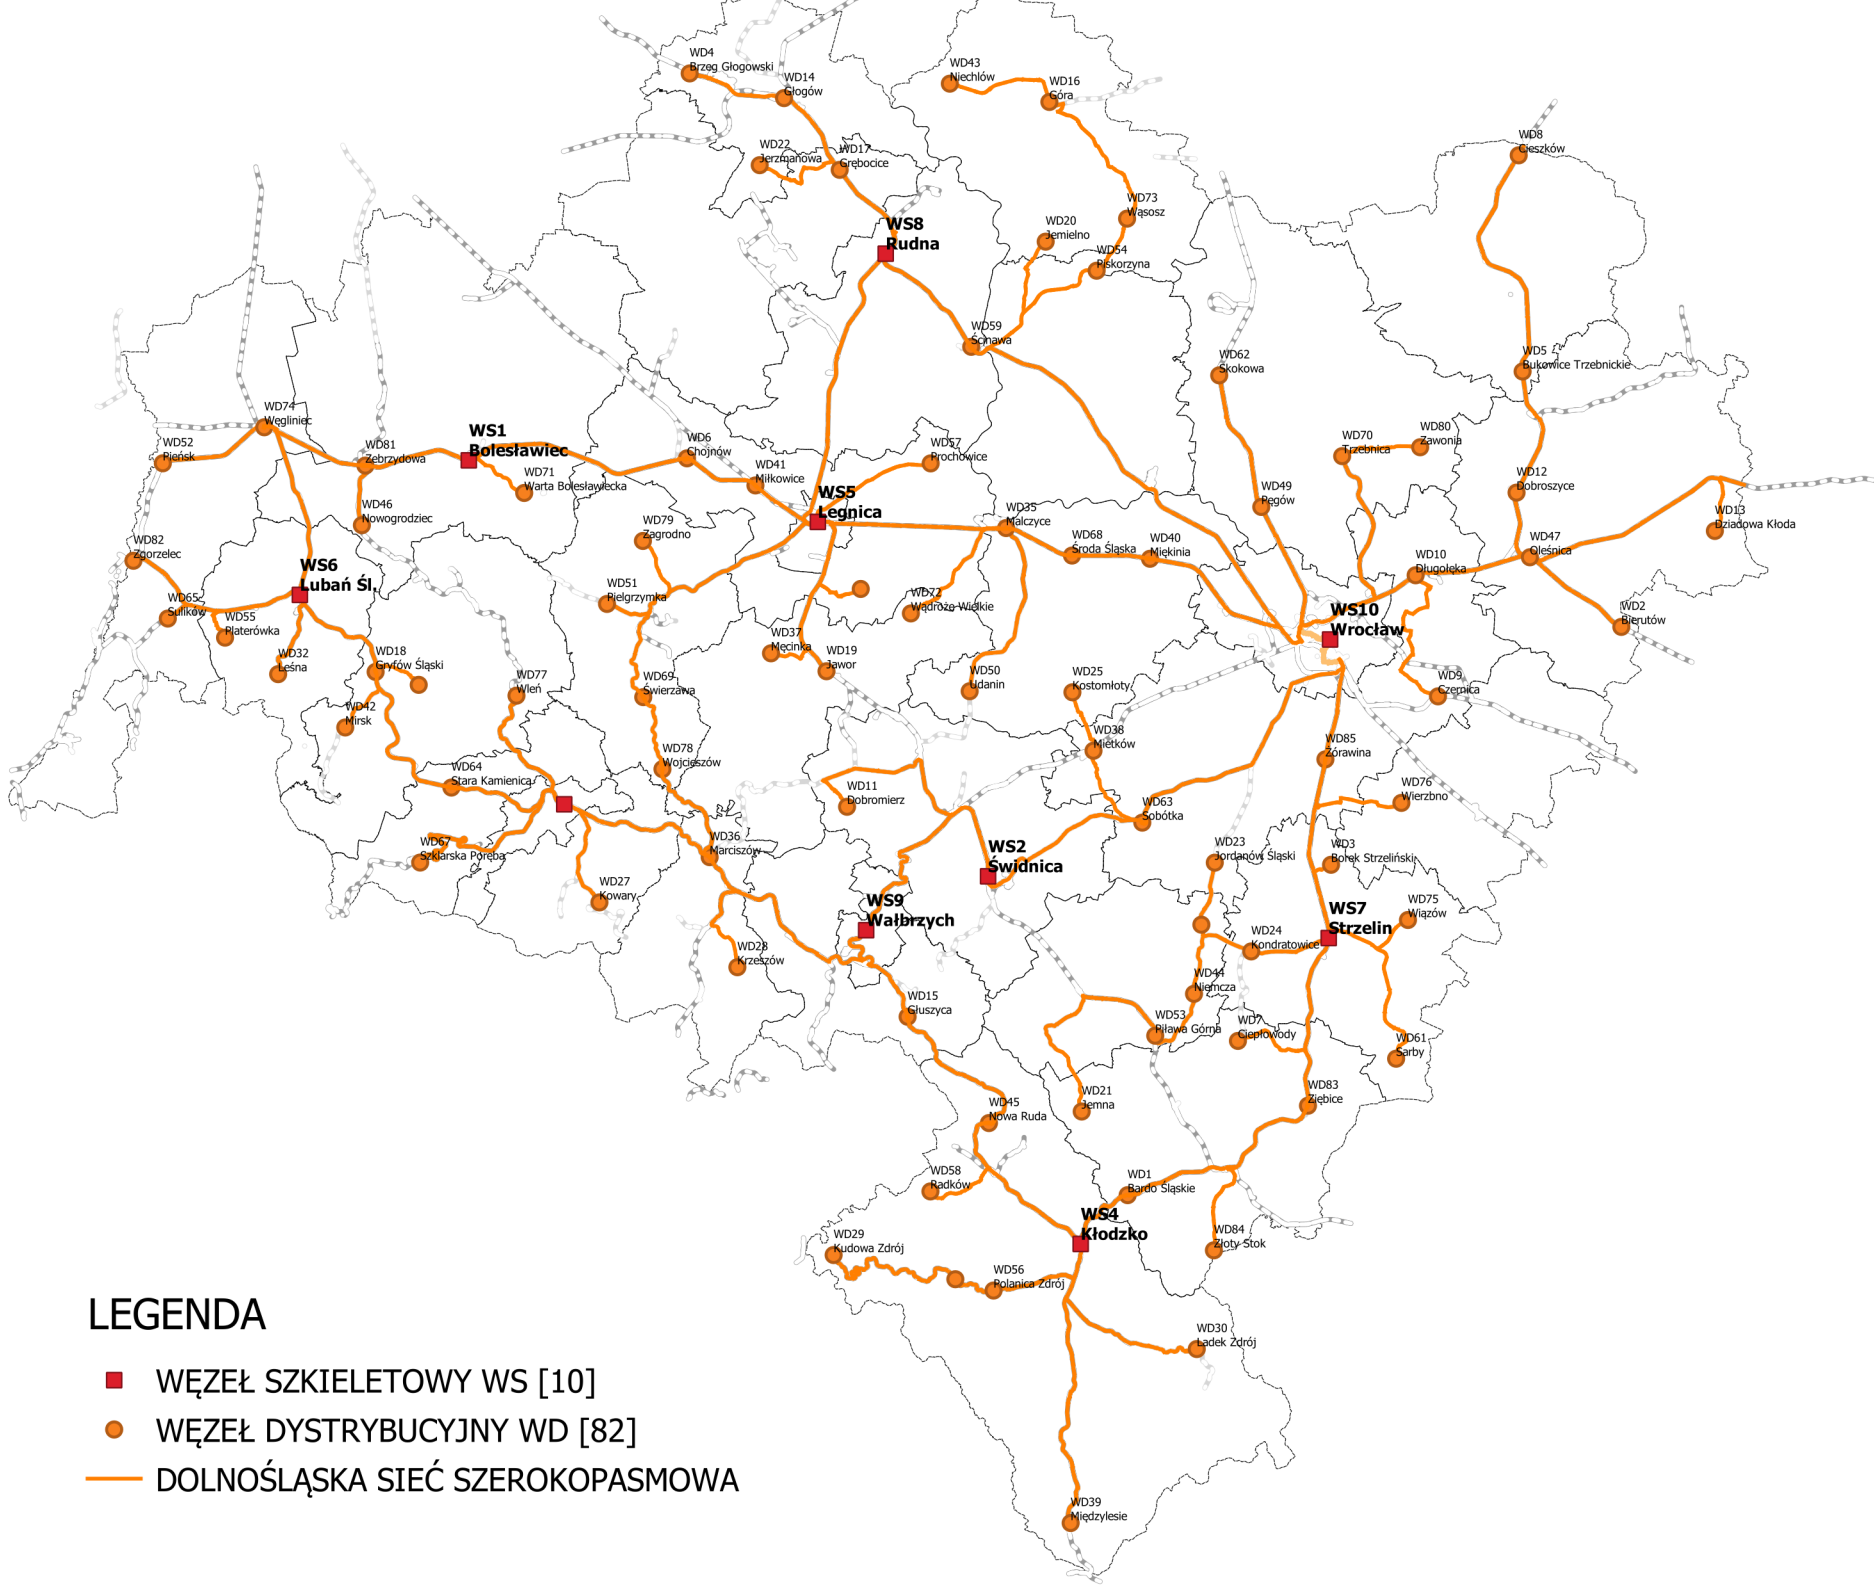 WD4
Brzeg Głogowski
WD14
Głogów
WD43
Niechlów
WD16
Góra
WD8
Cieszków
WD22
Jerzmanowa
WD17
Grębocice
WD73
Wąsosz
WD20
Jemielno
WS8
Rudna
WD54
Piskorzyna
WD59
Ścinawa
WD62
Skokowa
WD5
Bukowice Trzebnickie
WD74
Węgliniec
WD52
Pieńsk
WD81
Zebrzydowa
WS1
Bolesławiec
WD6
Chojnów
WD57
Prochowice
WD70
Trzebnica
WD80
Zawonia
WD71
Warta Bolesławiecka
WD41
Miłkowice
WD12
Dobroszyce
WD46
Nowogrodziec
WS5
Legnica
WD49
Pęgów
WD35
Malczyce
WD13
Dziadowa Kłoda
WD79
Zagrodno
WD68
Środa Śląska
WD40
Miękinia
WD82
Zgorzelec
WD10
Długołęka
WD47
Oleśnica
WS6
Lubań Śl.
WD65
Sulików
WD51
Pielgrzymka
WD72
Wądroże Wielkie
WD55
Platerówka
WS10
Wrocław
WD2
Bierutów
WD32
Leśna
WD18
Gryfów Śląski
WD37
Męcinka
WD19
Jawor
WD77
Wleń
WD69
Świerzawa
WD50
Udanin
WD25
Kostomłoty
WD9
Czernica
WD42
Mirsk
WD38
Mietków
WD85
Żórawina
WD64
Stara Kamienica
WD78
Wojcieszów
WD11
Dobromierz
WD76
Wierzbno
WD63
Sobótka
WD67
Szklarska Poręba
WD36
Marciszów
WS2
Świdnica
WD23
Jordanów Śląski
WD3
Borek Strzeliński
WD27
Kowary
WS9
Wałbrzych
WS7
Strzelin
WD75
Wiązów
WD28
Krzeszów
WD24
Kondratowice
WD44
Niemcza
WD15
Głuszyca
WD53
Piława Górna
WD7
Ciepłowody
WD61
Sarby
WD21
Jemna
WD83
Ziębice
WD45
Nowa Ruda
WD58
Radków
WD1
Bardo Śląskie
WS4
Kłodzko
WD29
Kudowa Zdrój
WD84
Złoty Stok
WD56
Polanica Zdrój
WD30
Ladek Zdrój
WD39
Międzylesie
LEGENDA
WĘZEŁ SZKIELETOWY WS [10]
WĘZEŁ DYSTRYBUCYJNY WD [82]
DOLNOŚLĄSKA SIEĆ SZEROKOPASMOWA